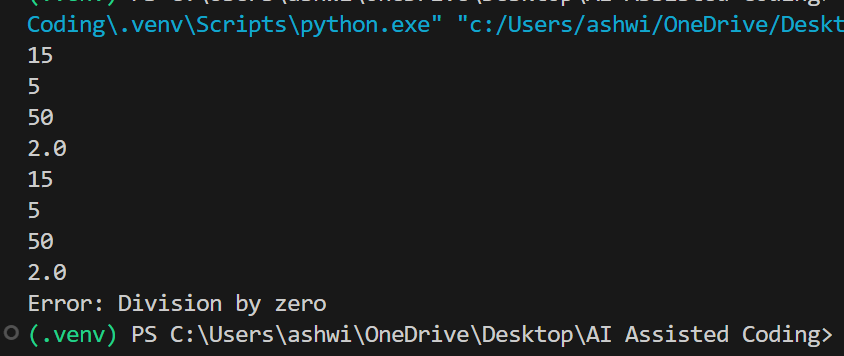 Coding\.venv\Scripts\python.exe" "c:/Users/ashwi/OneDrive/Deskt
15
5
50
2.0
15
5
50
2.0
Error: Division by zero
(.venv) PS C:\Users\ashwi\OneDrive\Desktop\AI Assisted Coding>